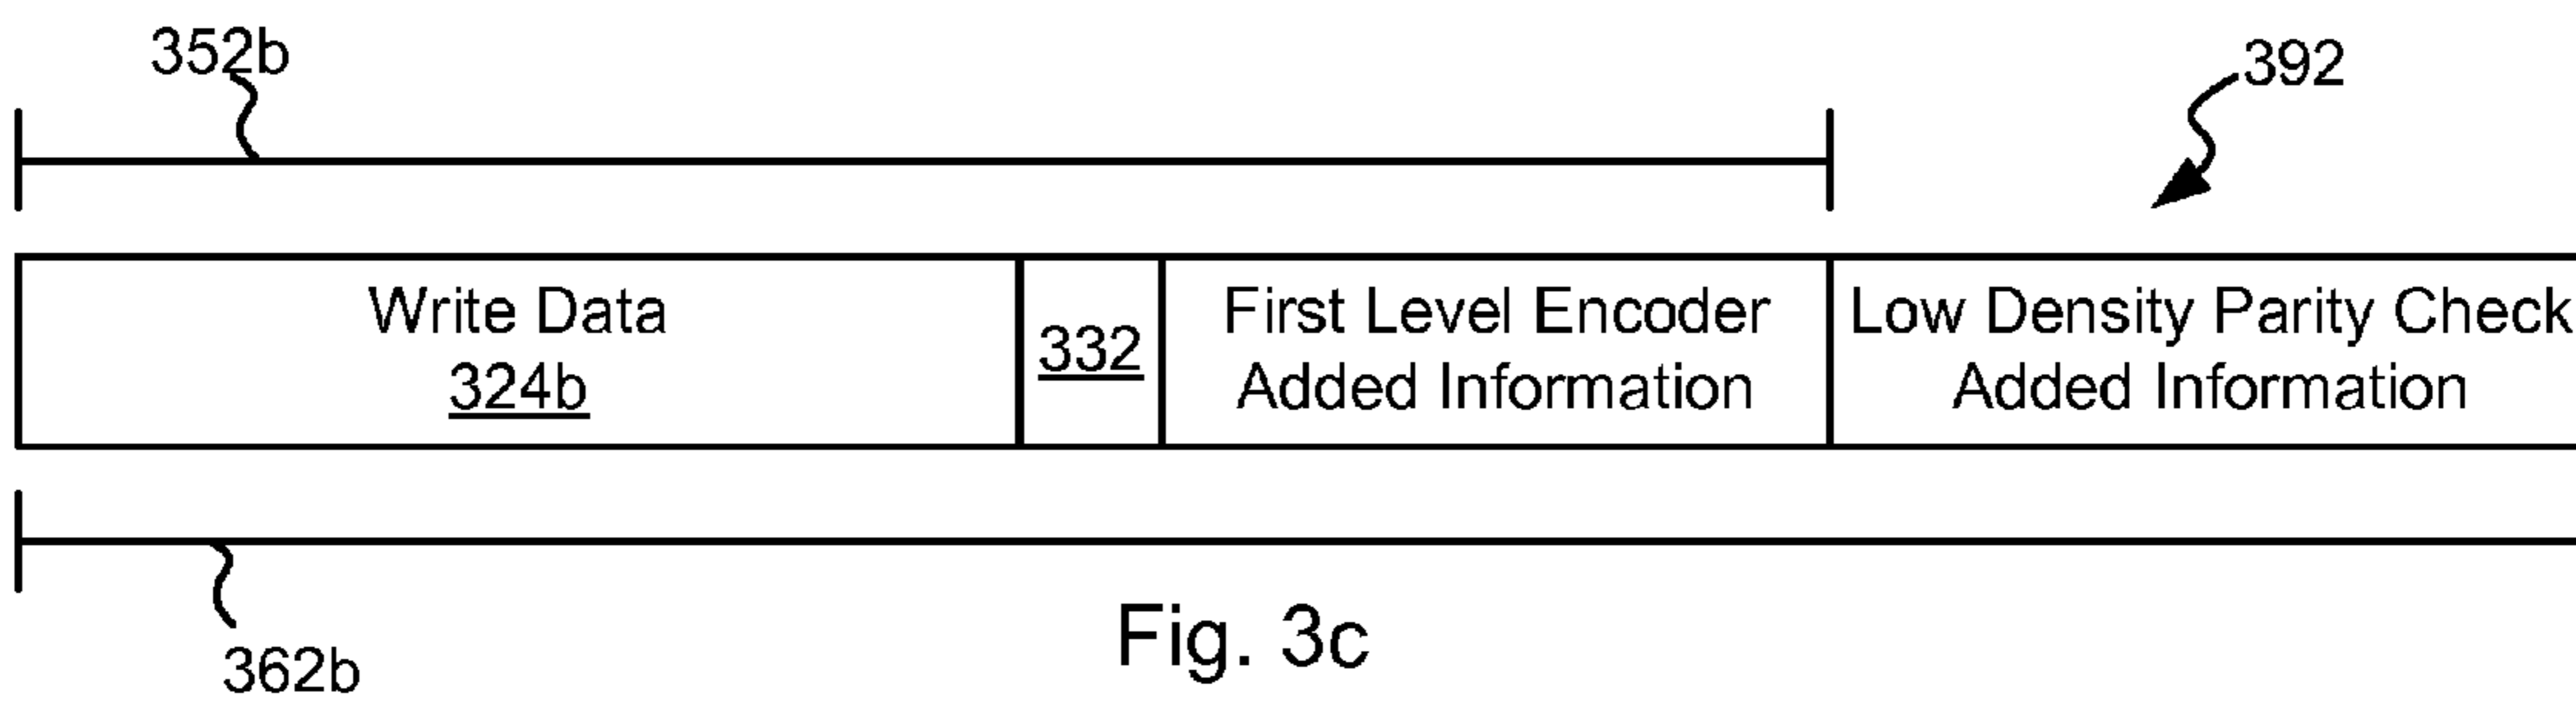 352b
392
Write Data
324b
332
First Level Encoder
Added Information
Low Density Parity Check
Added Information
362b
Fig. 3c